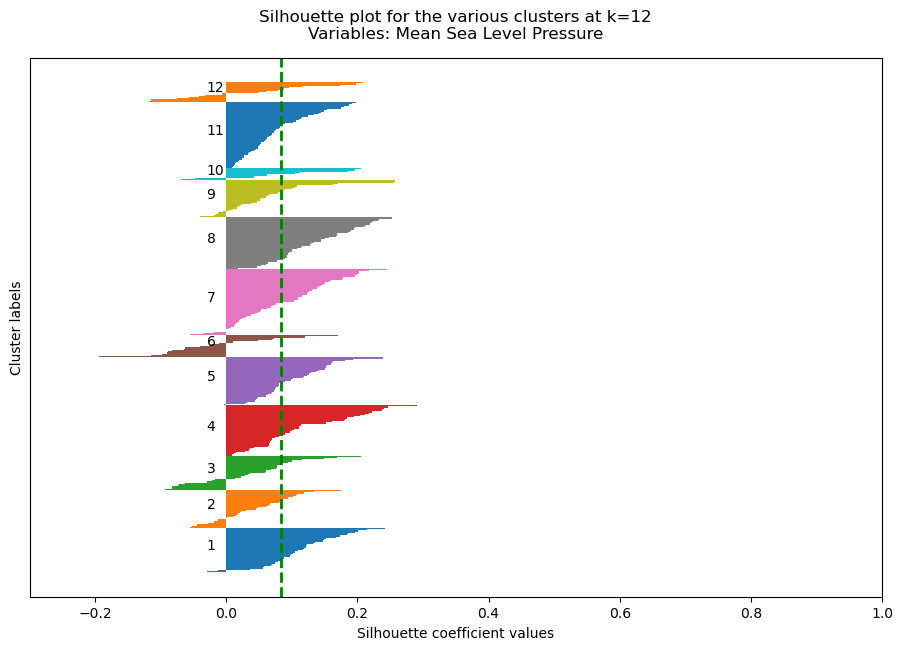 Silhouette plot for the various clusters at k=12
Variables: Mean Sea Level Pressure
Cluster labels
12
11
10
9
8
7
6
5
4
3
2
1
−0.2 0.0 0.2 0.4 0.6 0.8 1.0
Silhouette coefficient values